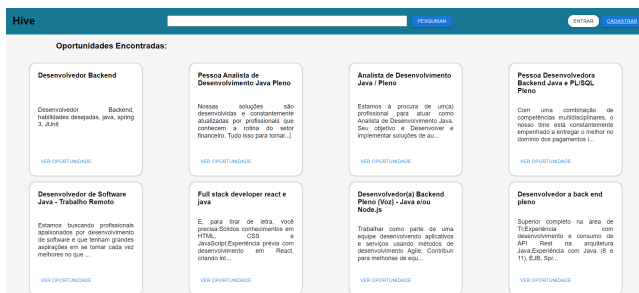 Hive
PESQUISAR
ENTRAR
CADASTRAR
Oportunidades Encontradas:
Desenvolvedor Backend
Desenvolvedor Backend,
habilidades desejadas, java, spring
3, JUnit
VER OPORTUNIDADE
Pessoa Analista de
Desenvolvimento Java Pleno
Nossas soluções são
desenvolvidas e constantemente
atualizadas por profissionais que
conhecem a rotina do setor
financeiro. Tudo isso para tornar...]
VER OPORTUNIDADE
Analista de Desenvolvimento
Java / Pleno
Estamos à procura de um(a)
profissional para atuar como
Analista de Desenvolvimento Java.
Seu objetivo é Desenvolver e
implementar soluções de au...
VER OPORTUNIDADE
Pessoa Desenvolvedora
Backend Java e PL/SQL
Pleno
Com uma combinação de
competências multidisciplinares, o
nosso time está constantemente
empenhado a entregar o melhor no
domínio dos pagamentos i...
VER OPORTUNIDADE
Desenvolvedor de Software
Java - Trabalho Remoto
Estamos buscando profissionais
apaixonados por desenvolvimento
de software e que tenham grandes
aspirações em se tornar cada vez
melhores no que ...
VER OPORTUNIDADE
Full stack developer react e
java
E, para tirar de letra, você
precisa:Sólidos conhecimentos em
HTML, CSS e
JavaScript;Experiência prévia com
desenvolvimento em React,
criando int...
VER OPORTUNIDADE
Desenvolvedor(a) Backend
Pleno (Voz) - Java e/ou
Node.js
Trabalhar como parte de uma
equipe desenvolvendo aplicativos
e serviços usando métodos de
desenvolvimento Agile; Contribuir
para melhorias de equ...
VER OPORTUNIDADE
Desenvolvedor a back end
pleno
Superior completo na área de
TI;Experiência com
desenvolvimento e consumo de
API Rest na arquitetura
Java;Experiência com Java (8 e
11), EJB, Spr...
VER OPORTUNIDADE